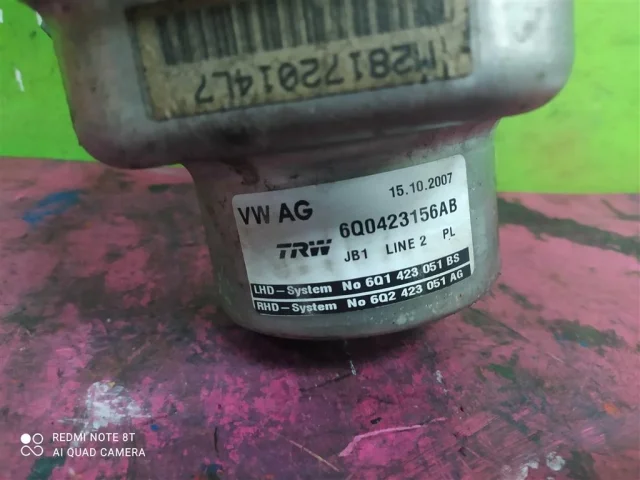 M28172014L7
15.10.2007
VW AG
6Q0423156AB
TRW JB1 LINE 2 PL
LHD-System No 6Q1 423 051 BS
RHD-System No 6Q2 423 051 AG
REDMI NOTE 8T
AI QUAD CAMERA